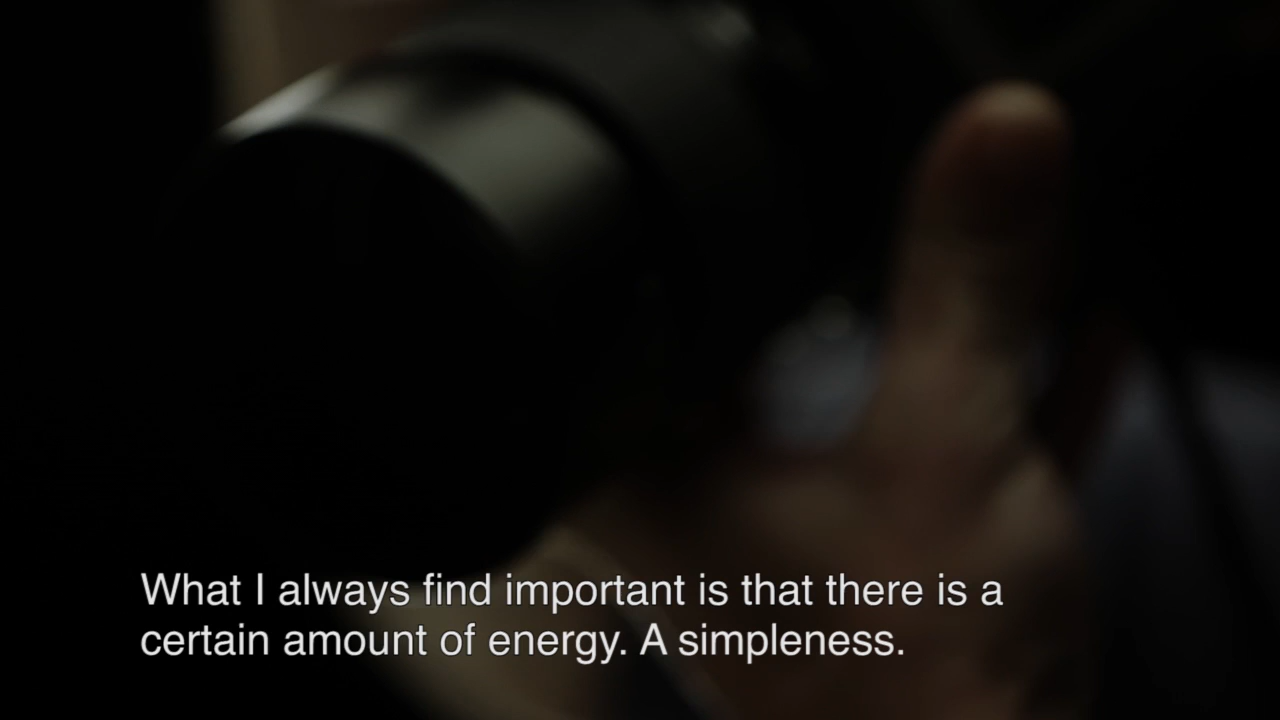 What I always find important is that there is a
certain amount of energy. A simpleness.